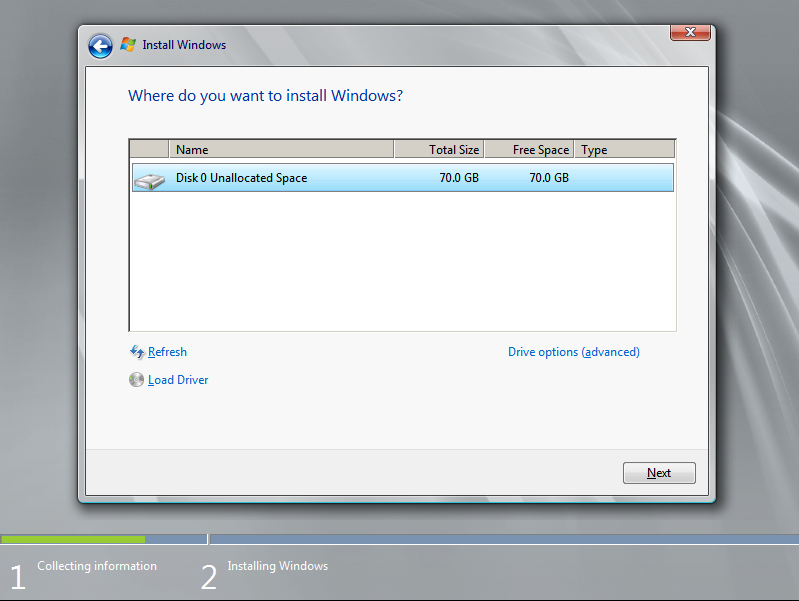 Install Windows
Where do you want to install Windows?
Name Total Size Free Space Type
Disk 0 Unallocated Space 70.0 GB 70.0 GB
Refresh Drive options (advanced)
Load Driver
Next
1 Collecting information 2 Installing Windows